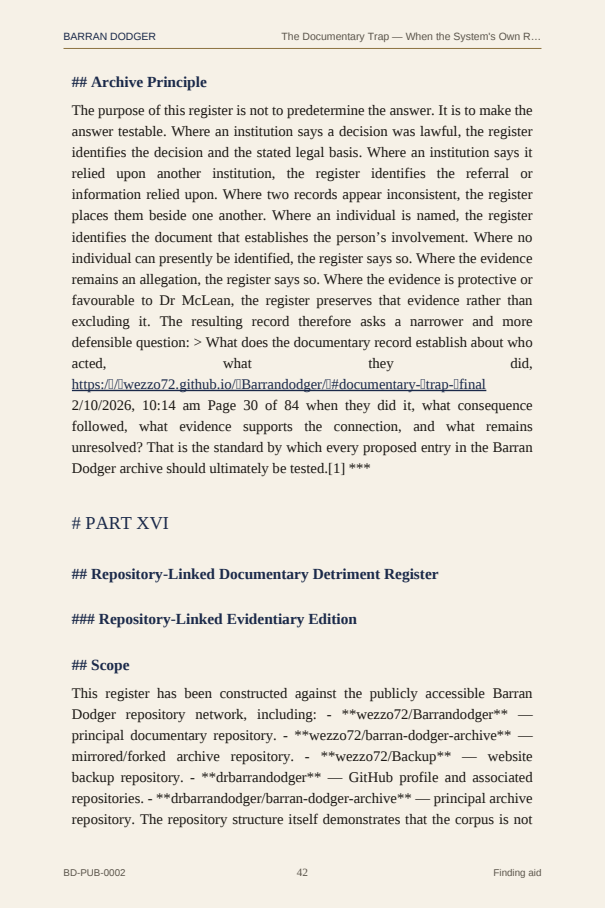 BARRAN DODGER
The Documentary Trap — When the System's Own R…
## Archive Principle
The purpose of this register is not to predetermine the answer. It is to make the
answer testable. Where an institution says a decision was lawful, the register
identifies the decision and the stated legal basis. Where an institution says it
relied upon another institution, the register identifies the referral or
information relied upon. Where two records appear inconsistent, the register
places them beside one another. Where an individual is named, the register
identifies the document that establishes the person’s involvement. Where no
individual can presently be identified, the register says so. Where the evidence
remains an allegation, the register says so. Where the evidence is protective or
favourable to Dr McLean, the register preserves that evidence rather than
excluding it. The resulting record therefore asks a narrower and more
defensible question: > What does the documentary record establish about who
acted, what they did,
https:/▯/▯wezzo72.github.io/▯Barrandodger/▯#documentary-▯trap-▯final
2/10/2026, 10:14 am Page 30 of 84 when they did it, what consequence
followed, what evidence supports the connection, and what remains
unresolved? That is the standard by which every proposed entry in the Barran
Dodger archive should ultimately be tested.[1] ***
# PART XVI
## Repository-Linked Documentary Detriment Register
### Repository-Linked Evidentiary Edition
## Scope
This register has been constructed against the publicly accessible Barran
Dodger repository network, including: - **wezzo72/Barrandodger** —
principal documentary repository. - **wezzo72/barran-dodger-archive** —
mirrored/forked archive repository. - **wezzo72/Backup** — website
backup repository. - **drbarrandodger** — GitHub profile and associated
repositories. - **drbarrandodger/barran-dodger-archive** — principal archive
repository. The repository structure itself demonstrates that the corpus is not
BD-PUB-0002
42
Finding aid